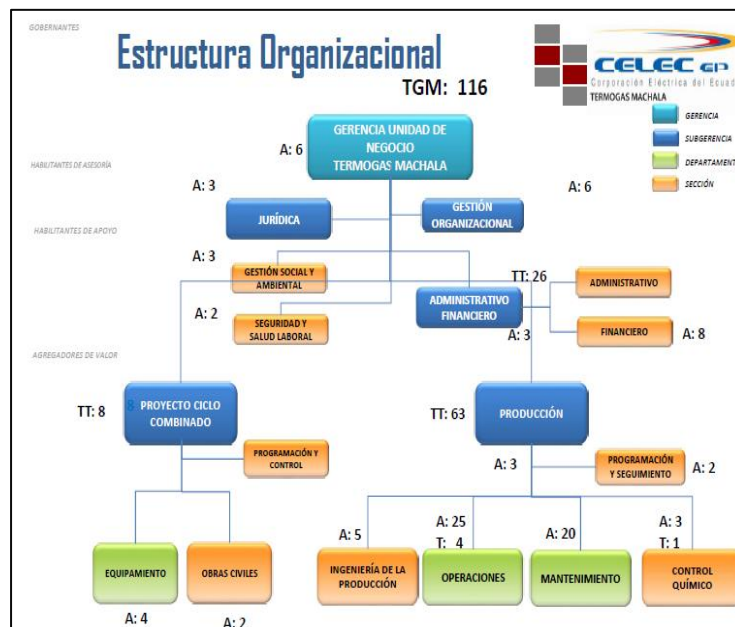 GOBERNANTES
Estructura Organizacional
TGM: 116
CELEC EP
Corporación Eléctrica del Ecuad
TERMOGAS MACHALA
GERENCIA
SUBGERENCIA
DEPARTAMENT
SECCIÓN
GERENCIA UNIDAD DE
NEGOCIO
TERMOGAS MACHALA
A: 6
HABILITANTES DE ASESORÍA
A: 3
A: 6
JURÍDICA
GESTIÓN
ORGANIZACIONAL
HABILITANTES DE APOYO
A: 3
GESTIÓN SOCIAL Y
AMBIENTAL
TT: 26
ADMINISTRATIVO
ADMINISTRATIVO
FINANCIERO
A: 2
SEGURIDAD Y
SALUD LABORAL
A: 3
FINANCIERO
A: 8
AGREGADORES DE VALOR
TT: 8
8
PROYECTO CICLO
COMBINADO
TT: 63
PRODUCCIÓN
PROGRAMACIÓN Y
CONTROL
A: 3
PROGRAMACIÓN
Y SEGUIMIENTO
A: 2
A: 5
A: 25
T: 4
A: 20
A: 3
T: 1
EQUIPAMIENTO
OBRAS CIVILES
INGENIERÍA DE LA
PRODUCCIÓN
OPERACIONES
MANTENIMIENTO
CONTROL
QUÍMICO
A: 4
A: 2